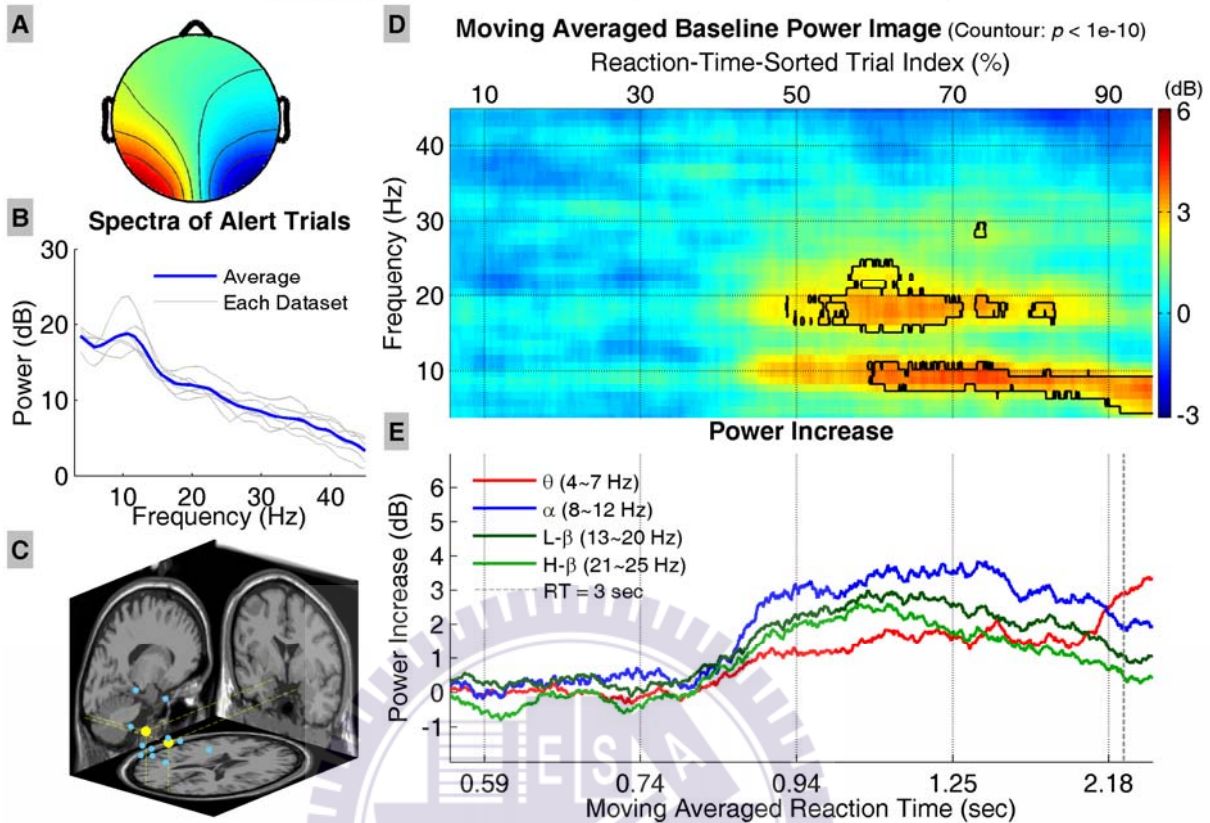 A
B
Spectra of Alert Trials
30
20
10
0
Power (dB)
Average
Each Dataset
10 20 30 40
Frequency (Hz)
C
D
Moving Averaged Baseline Power Image (Countour: p < 1e-10)
Reaction-Time-Sorted Trial Index (%)
10 30 50 70 90
(dB)
6
3
0
-3
40
30
20
10
Frequency (Hz)
E
Power Increase
6
5
4
3
2
1
0
-1
Power Increase (dB)
θ (4~7 Hz)
α (8~12 Hz)
L-β (13~20 Hz)
H-β (21~25 Hz)
RT = 3 sec
ESA
0.59 0.74 0.94 1.25 2.18
Moving Averaged Reaction Time (sec)